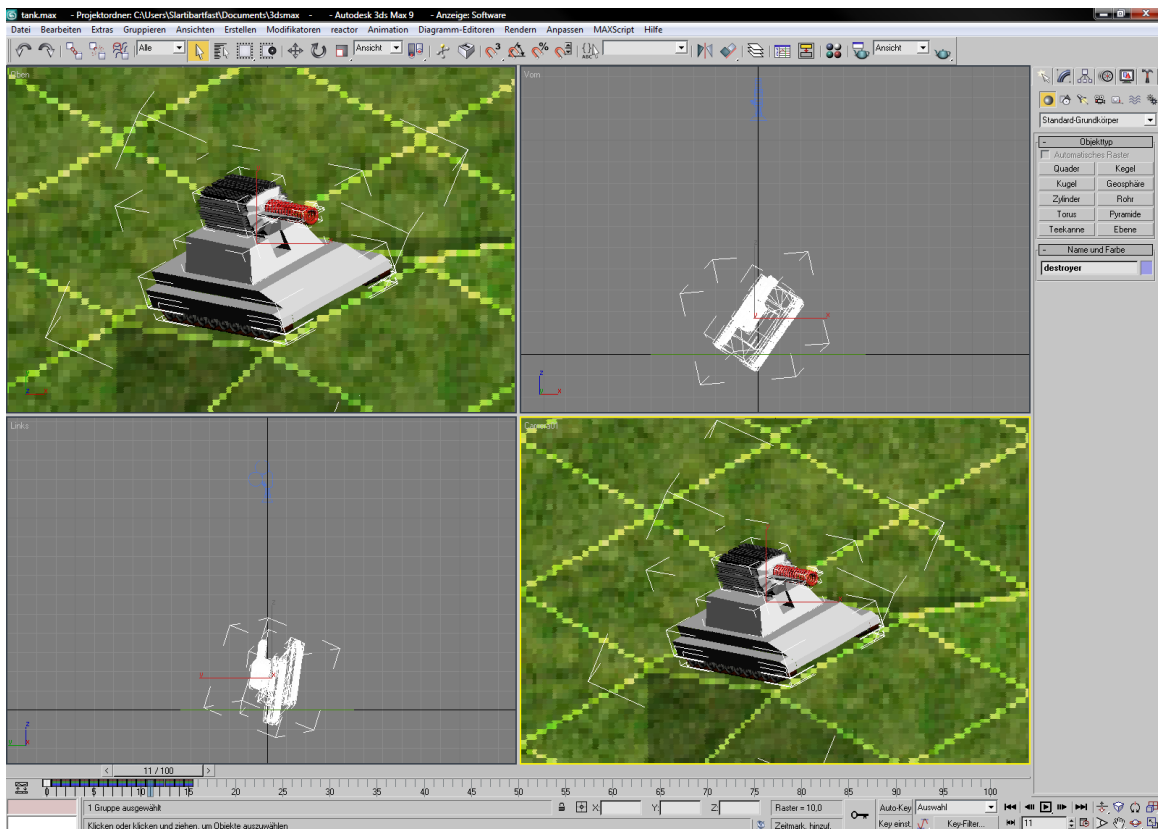 tank.max - Projektordner: C:\Users\Slartibartfast\Documents\3dsmax - - Autodesk 3ds Max 9 - Anzeige: Software
Datei Bearbeiten Extras Gruppieren Ansichten Erstellen Modifikatoren reactor Animation Diagramm-Editoren Rendern Anpassen MAXScript Hilfe
Alle Ansicht Ansicht
Oben
Vorn
Standard-Grundkörper
- Objekttyp
Automatisches Raster
Quader Kegel
Kugel Geosphäre
Zylinder Rohr
Torus Pyramide
Teekanne Ebene
- Name und Farbe
destroyer
Links
Camera01
< 11 / 100 >
0 5 10 15 20 25 30 35 40 45 50 55 60 65 70 75 80 85 90 95 100
1 Gruppe ausgewählt X: Y: Z: Raster = 10,0 Auto-Key Auswahl
Klicken oder klicken und ziehen, um Objekte auszuwählen Zeitmark. hinzuf. Key einst. Key-Filter... 11